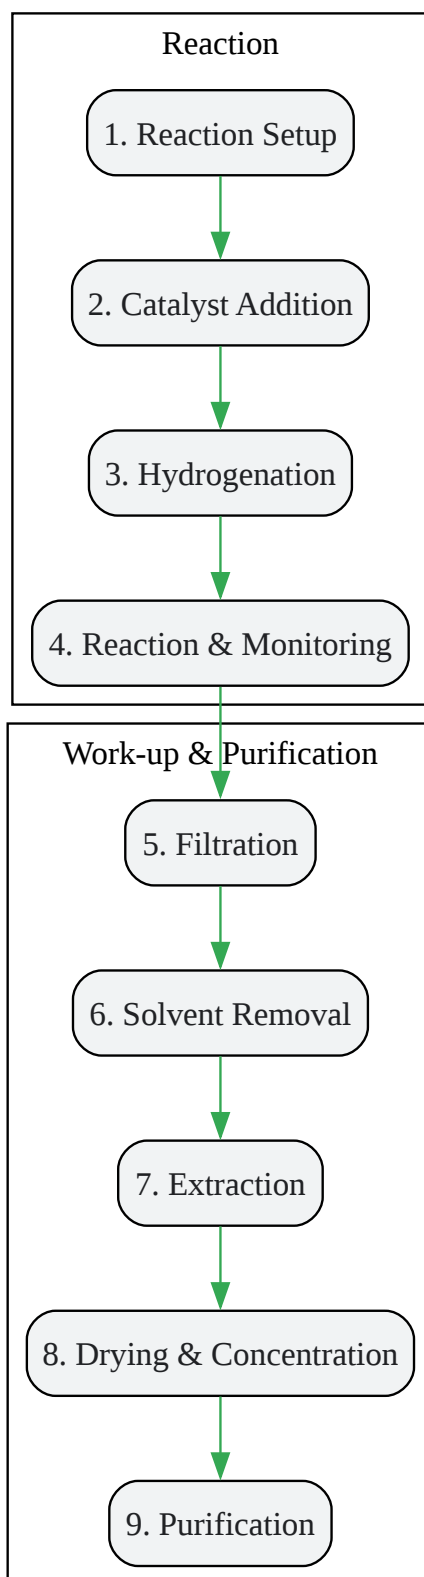 Reaction
1. Reaction Setup
2. Catalyst Addition
3. Hydrogenation
4. Reaction & Monitoring
Work-up & Purification
5. Filtration
6. Solvent Removal
7. Extraction
8. Drying & Concentration
9. Purification